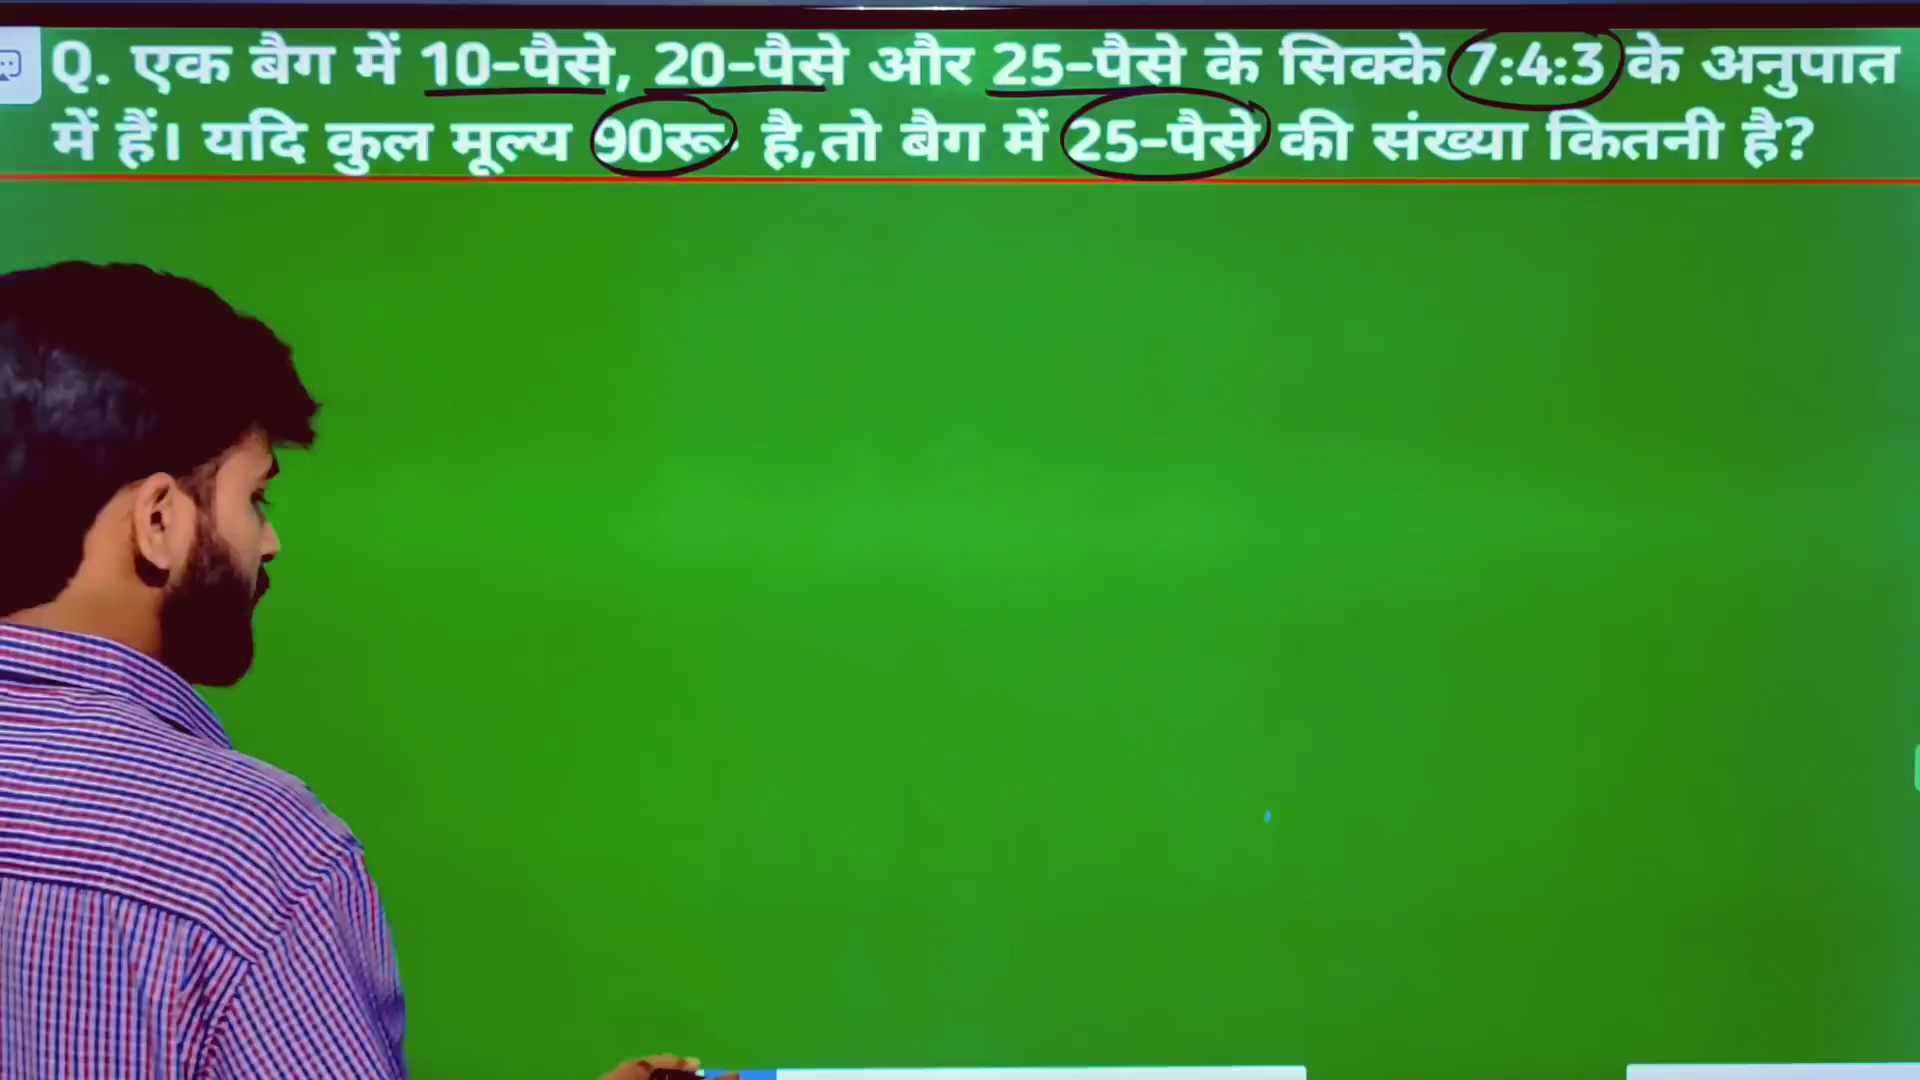 Q. एक बैग में 10-पैसे, 20-पैसे और 25-पैसे के सिक्के 7:4:3 के अनुपात
में हैं। यदि कुल मूल्य 90रू है,तो बैग में 25-पैसे की संख्या कितनी है?